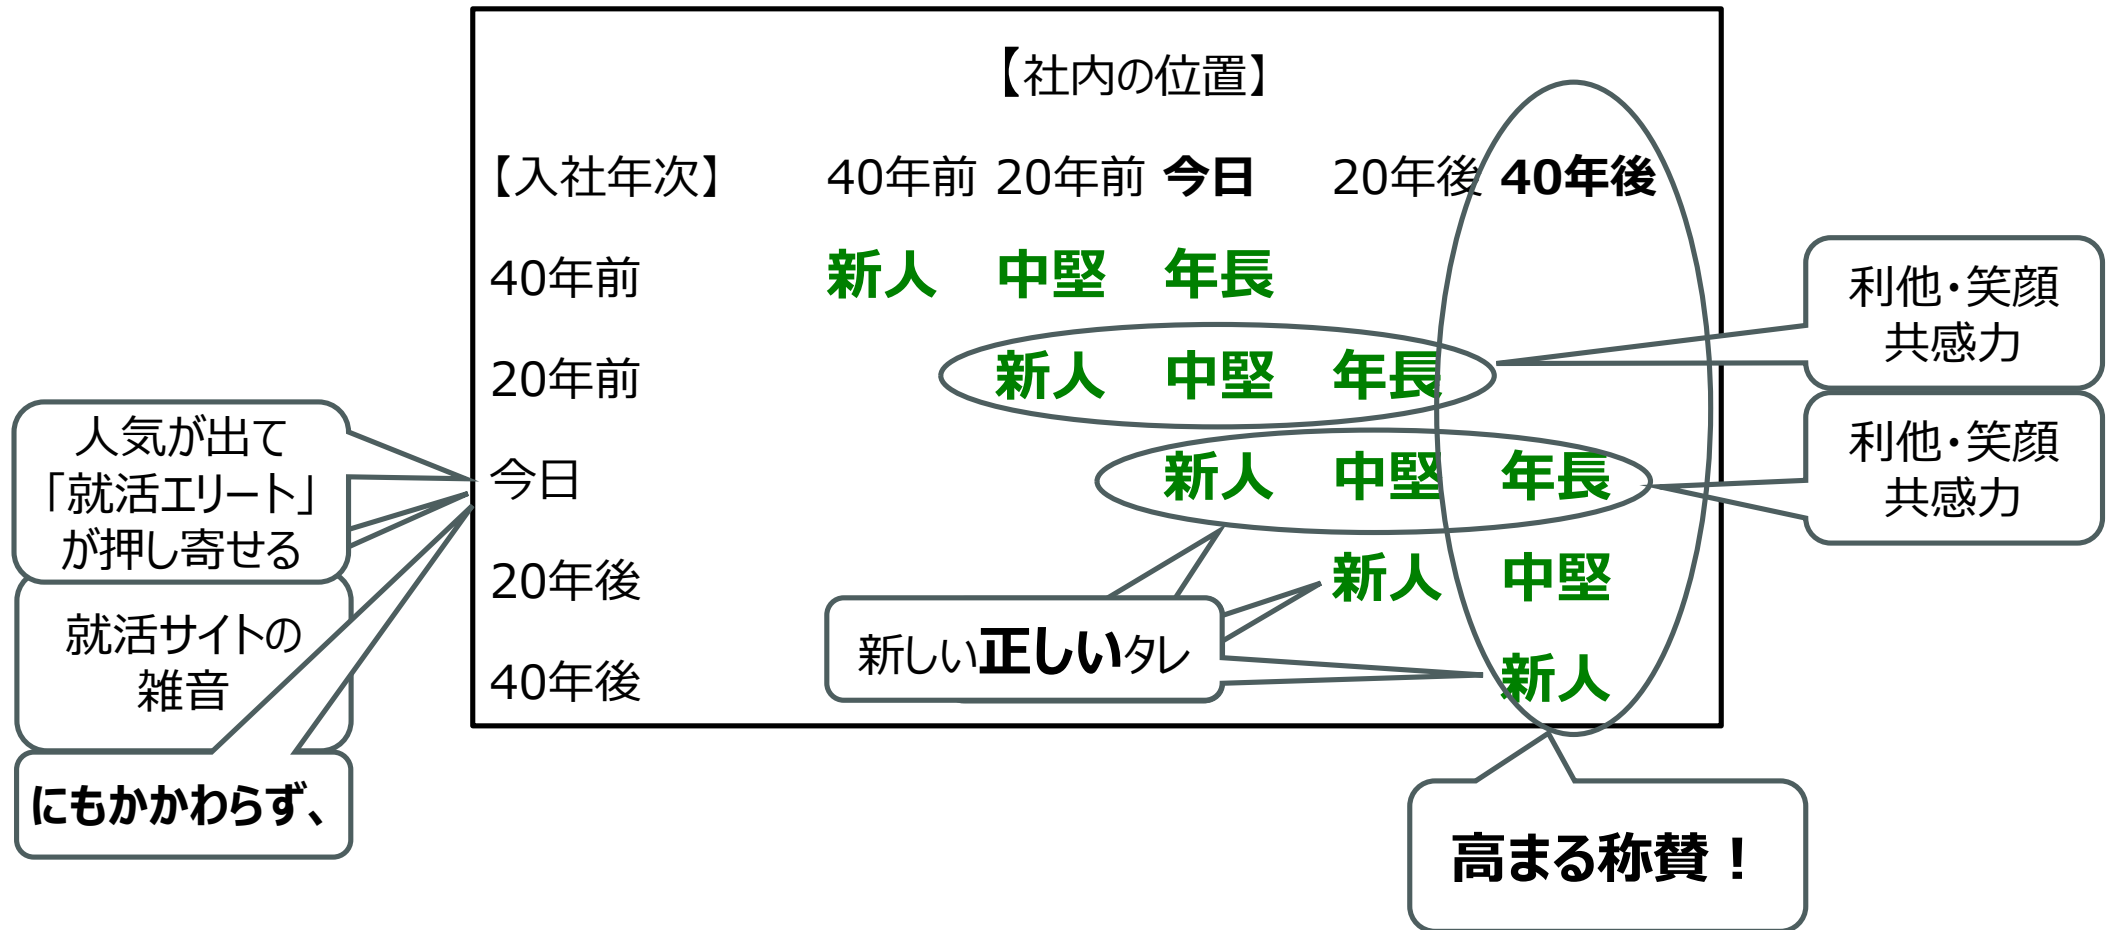 【社内の位置】
【入社年次】 40年前 20年前 今日 20年後 40年後
40年前 新人 中堅 年長
20年前 新人 中堅 年長
今日 新人 中堅 年長
20年後 新人 中堅
40年後 新人
人気が出て
「就活エリート」
が押し寄せる
就活サイトの
雑音
にもかかわらず、
新しい正しいタレ
利他・笑顔
共感力
利他・笑顔
共感力
高まる称賛！